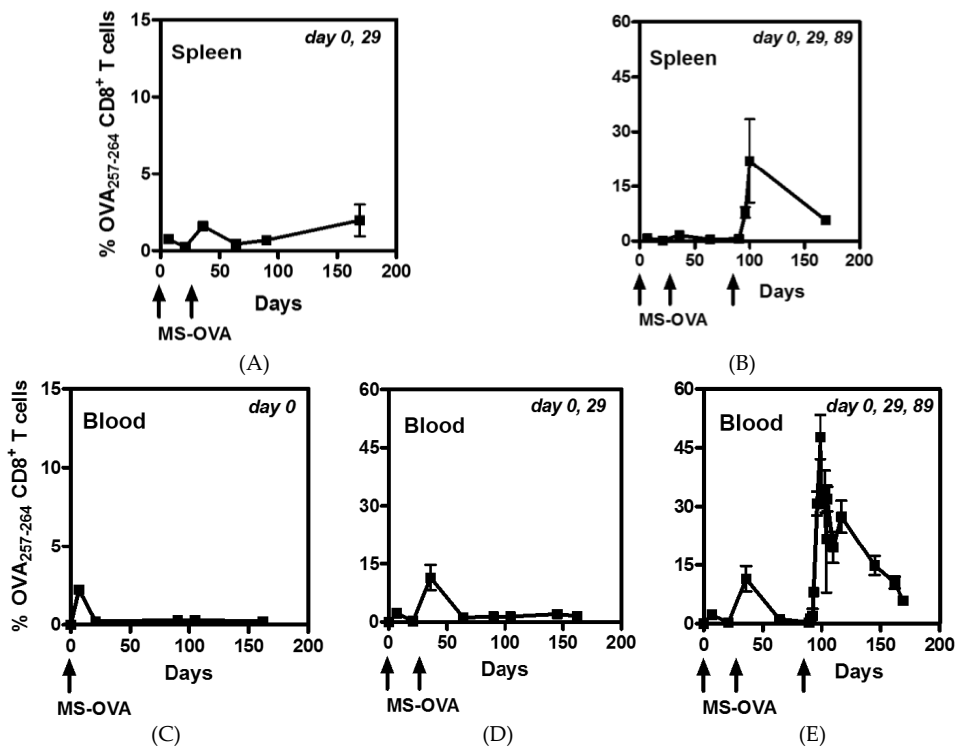 % OVA257-264 CD8+ T cells
15
10
5
0
Spleen
day 0, 29
0 50 100 150 200
Days
MS-OVA
(A)
60
45
30
15
0
Spleen
day 0, 29, 89
0 50 100 150 200
Days
MS-OVA
(B)
% OVA257-264 CD8+ T cells
15
10
5
0
Blood
day 0
0 50 100 150 200
Days
MS-OVA
(C)
60
45
30
15
0
Blood
day 0, 29
0 50 100 150 200
Days
MS-OVA
(D)
60
45
30
15
0
Blood
day 0, 29, 89
0 50 100 150 200
Days
MS-OVA
(E)